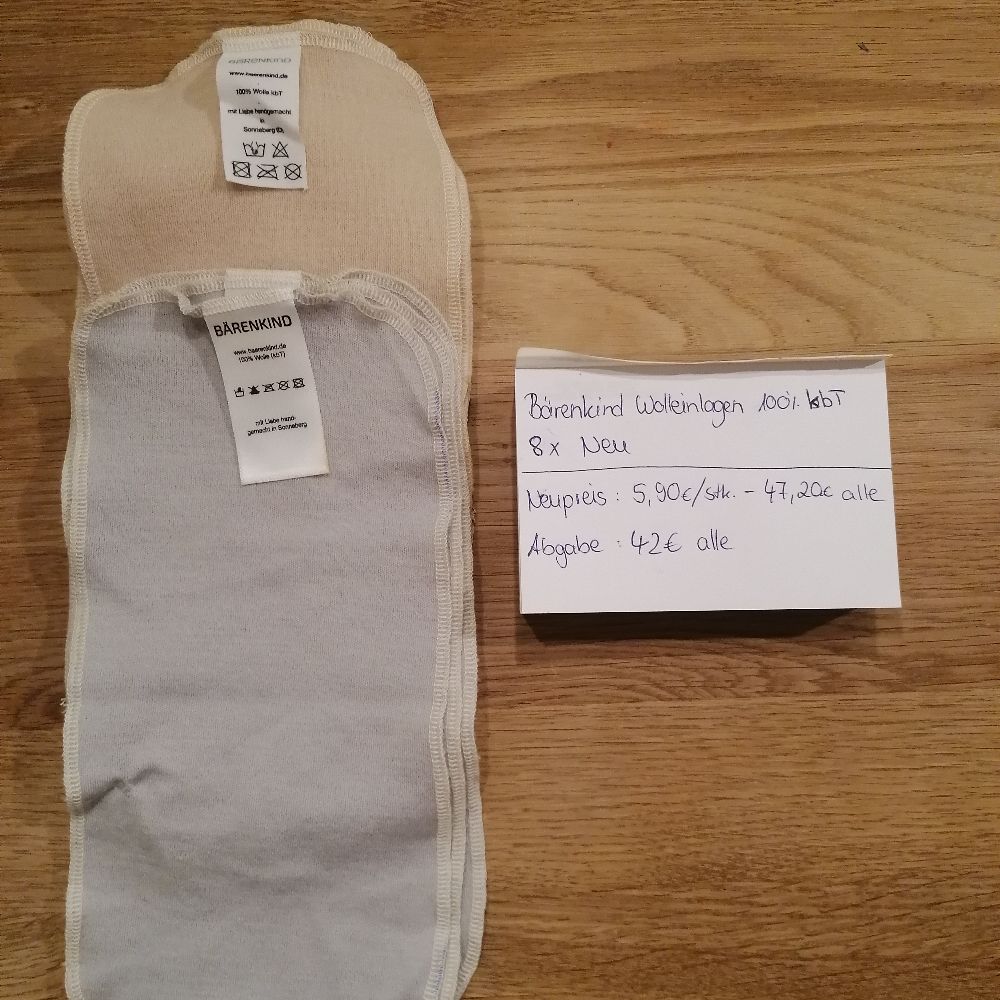 BÄRENKIND
www.baerenkind.de
100% Wolle kbT
mit Liebe handgemacht
in
Sonneberg (D)
BÄRENKIND
www.baerenkind.de
100% Wolle (kbT)
mit Liebe hand-
gemacht in Sonneberg
Bärenkind Wolleinlagen 100% kbT
8x Neu
Neupreis : 5,90€/stk. - 47,20€ alle
Abgabe : 42€ alle